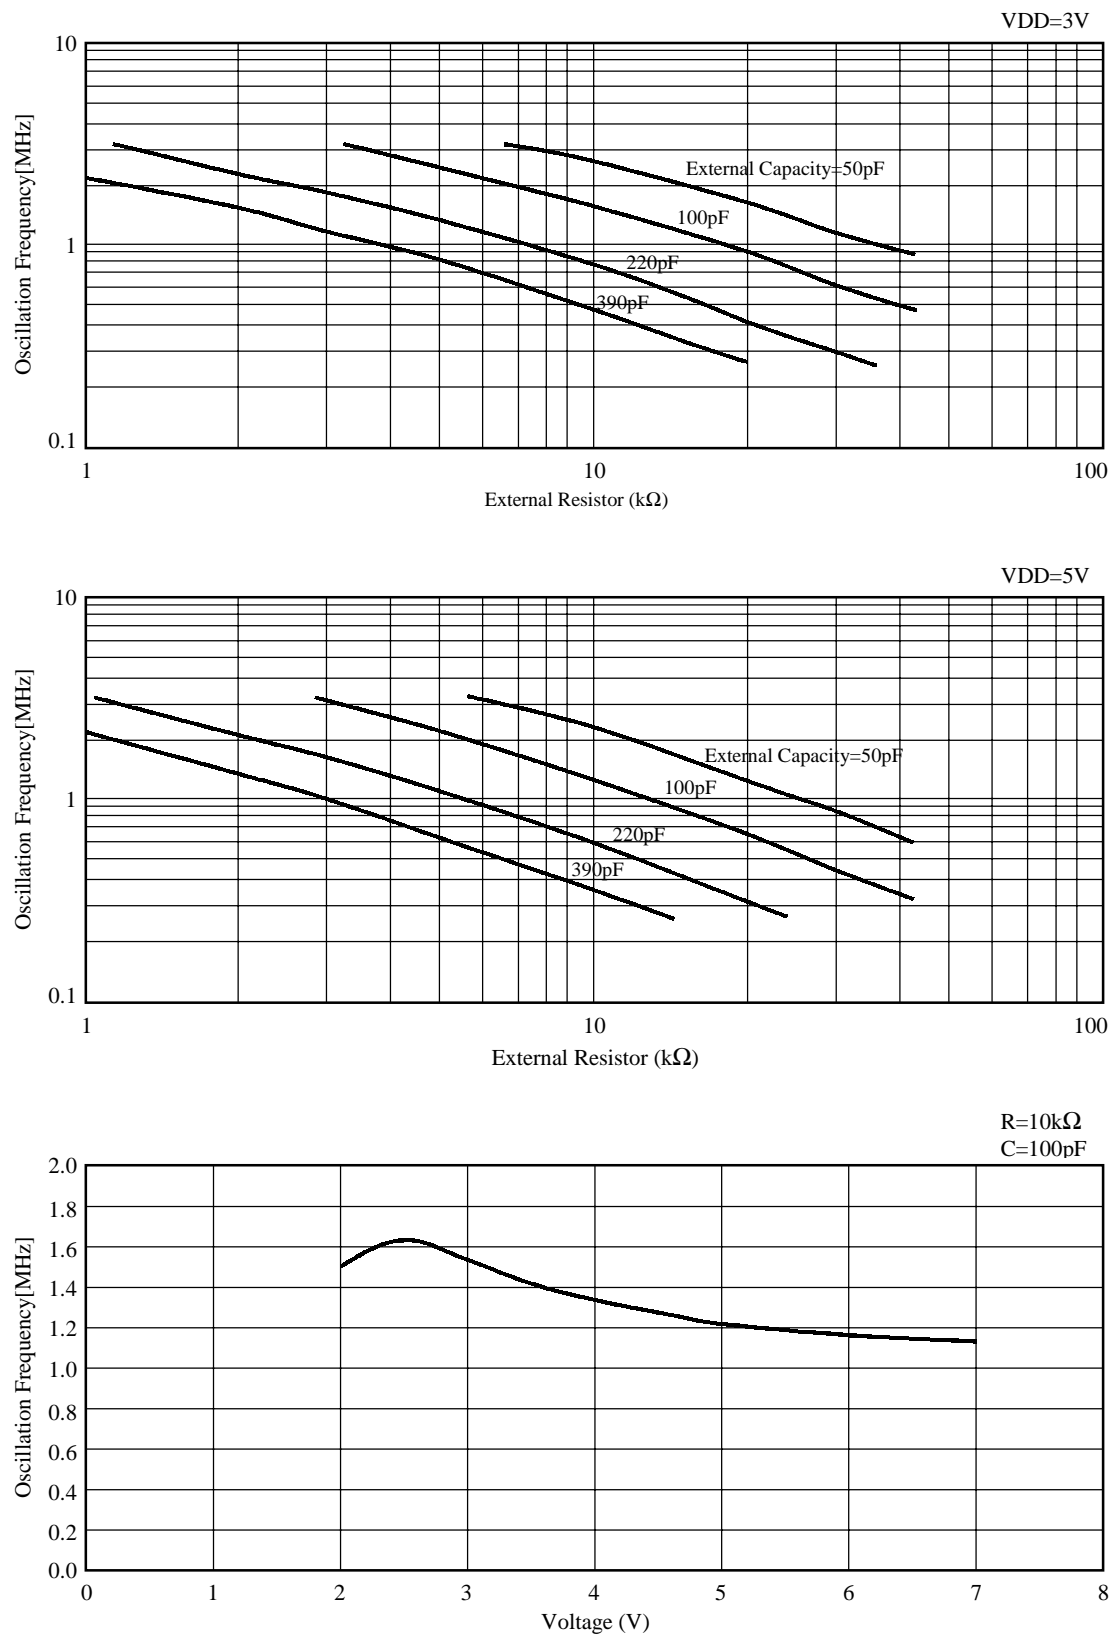 VDD=3V
10
1
0.1
Oscillation Frequency[MHz]
External Capacity=50pF
100pF
220pF
390pF
1
10
100
External Resistor (kΩ)
VDD=5V
10
1
0.1
Oscillation Frequency[MHz]
External Capacity=50pF
100pF
220pF
390pF
1
10
100
External Resistor (kΩ)
R=10kΩ
C=100pF
2.0
1.8
1.6
1.4
1.2
1.0
0.8
0.6
0.4
0.2
0.0
Oscillation Frequency[MHz]
0
1
2
3
4
5
6
7
8
Voltage (V)